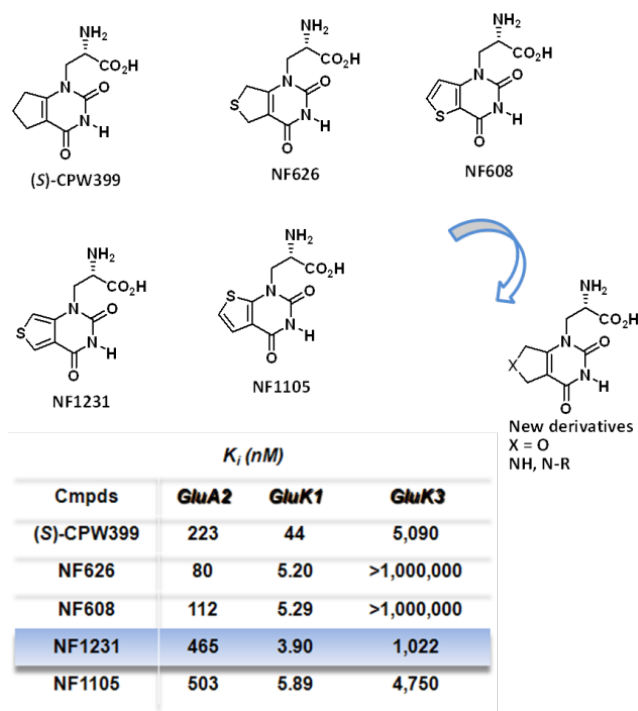 NH₂
CO₂H
N
O
N-H
O
(S)-CPW399
NH₂
CO₂H
N
O
S
N-H
O
NF626
NH₂
CO₂H
N
O
S
N-H
O
NF608
NH₂
CO₂H
N
O
S
N-H
O
NF1231
NH₂
CO₂H
S
N
O
N-H
O
NF1105
NH₂
CO₂H
N
O
X
N-H
O
New derivatives
X = O
NH, N-R
Kᵢ (nM)
Cmpds GluA2 GluK1 GluK3
(S)-CPW399 223 44 5,090
NF626 80 5.20 >1,000,000
NF608 112 5.29 >1,000,000
NF1231 465 3.90 1,022
NF1105 503 5.89 4,750